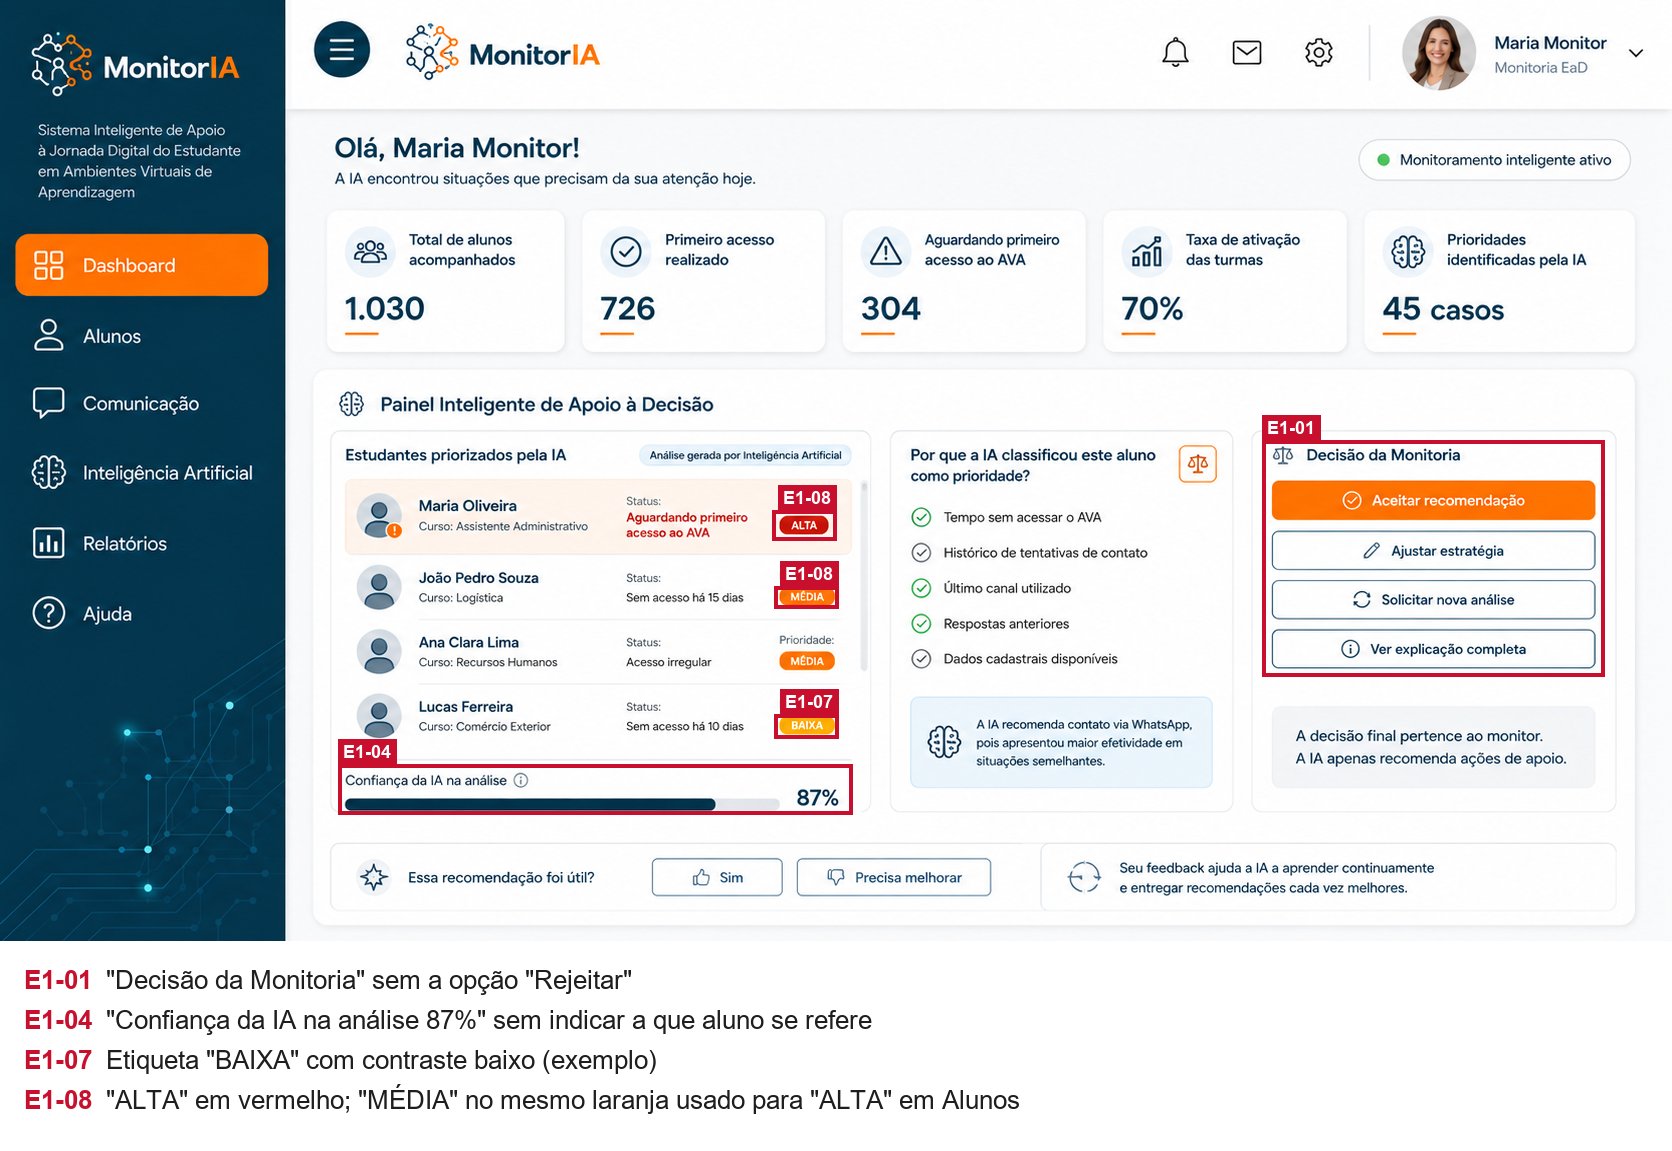 MonitorIA
Sistema Inteligente de Apoio
à Jornada Digital do Estudante
em Ambientes Virtuais de
Aprendizagem
Dashboard
Alunos
Comunicação
Inteligência Artificial
Relatórios
Ajuda
MonitorIA
Maria Monitor
Monitoria EaD
Olá, Maria Monitor!
A IA encontrou situações que precisam da sua atenção hoje.
Monitoramento inteligente ativo
Total de alunos
acompanhados
1.030
Primeiro acesso
realizado
726
Aguardando primeiro
acesso ao AVA
304
Taxa de ativação
das turmas
70%
Prioridades
identificadas pela IA
45 casos
Painel Inteligente de Apoio à Decisão
Estudantes priorizados pela IA
Análise gerada por Inteligência Artificial
Maria Oliveira
Curso: Assistente Administrativo
Status:
Aguardando primeiro
acesso ao AVA
E1-08
ALTA
João Pedro Souza
Curso: Logística
Status:
Sem acesso há 15 dias
E1-08
MÉDIA
Ana Clara Lima
Curso: Recursos Humanos
Status:
Acesso irregular
Prioridade:
MÉDIA
Lucas Ferreira
Curso: Comércio Exterior
Status:
Sem acesso há 10 dias
E1-07
BAIXA
E1-04
Confiança da IA na análise
87%
Por que a IA classificou este aluno
como prioridade?
Tempo sem acessar o AVA
Histórico de tentativas de contato
Último canal utilizado
Respostas anteriores
Dados cadastrais disponíveis
A IA recomenda contato via WhatsApp,
pois apresentou maior efetividade em
situações semelhantes.
E1-01
Decisão da Monitoria
Aceitar recomendação
Ajustar estratégia
Solicitar nova análise
Ver explicação completa
A decisão final pertence ao monitor.
A IA apenas recomenda ações de apoio.
Essa recomendação foi útil?
Sim
Precisa melhorar
Seu feedback ajuda a IA a aprender continuamente
e entregar recomendações cada vez melhores.
E1-01 "Decisão da Monitoria" sem a opção "Rejeitar"
E1-04 "Confiança da IA na análise 87%" sem indicar a que aluno se refere
E1-07 Etiqueta "BAIXA" com contraste baixo (exemplo)
E1-08 "ALTA" em vermelho; "MÉDIA" no mesmo laranja usado para "ALTA" em Alunos